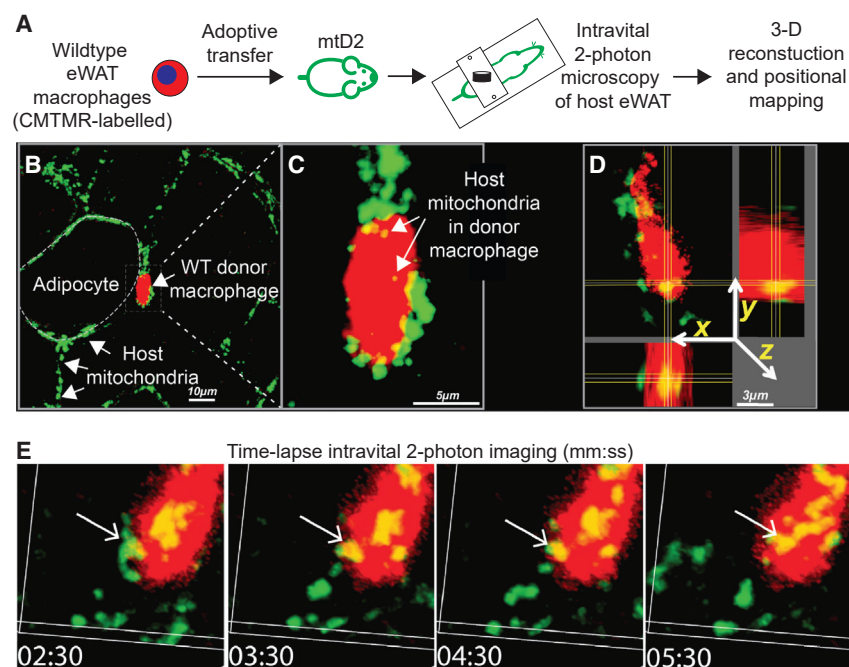 A
Wildtype
eWAT
macrophages
(CMTMR-labelled)
Adoptive
transfer
mtD2
Intravital
2-photon
microscopy
of host eWAT
3-D
reconstuction
and positional
mapping
B
Adipocyte
WT donor
macrophage
Host
mitochondria
10µm
C
Host
mitochondria
in donor
macrophage
5µm
D
x
y
z
3µm
E
Time-lapse intravital 2-photon imaging (mm:ss)
02:30
03:30
04:30
05:30